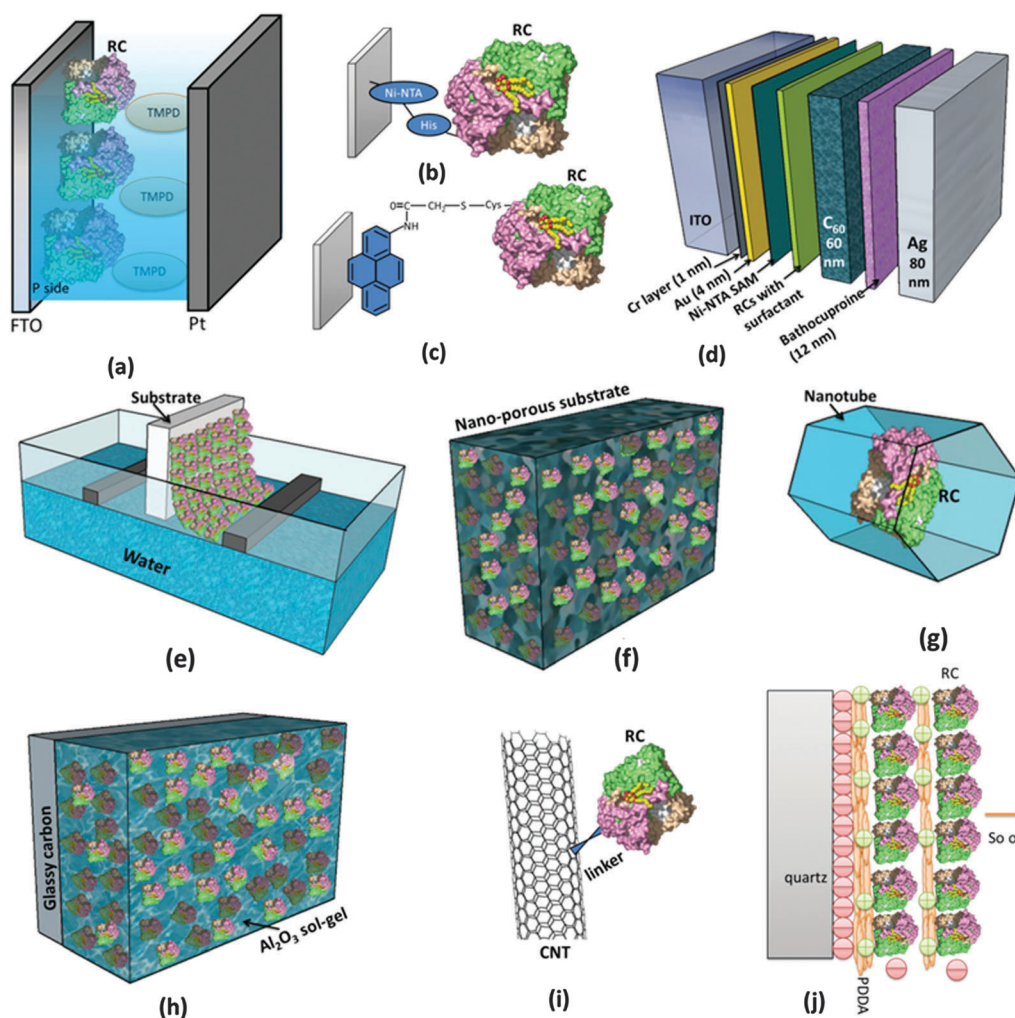 RC
TMPD
TMPD
TMPD
P side
FTO
Pt
(a)
RC
Ni-NTA
His
(b)
RC
O=C—CH₂—S—Cys
NH
(c)
ITO
C₆₀
60
nm
Ag
80
nm
Cr layer (1 nm)
Au (4 nm)
Ni-NTA SAM
RCs with
surfactant
Bathocuproine
(12 nm)
(d)
Substrate
Water
(e)
Nano-porous substrate
(f)
Nanotube
RC
(g)
Glassy carbon
Al₂O₃ sol-gel
(h)
RC
linker
CNT
(i)
RC
quartz
So o
PDDA
(j)